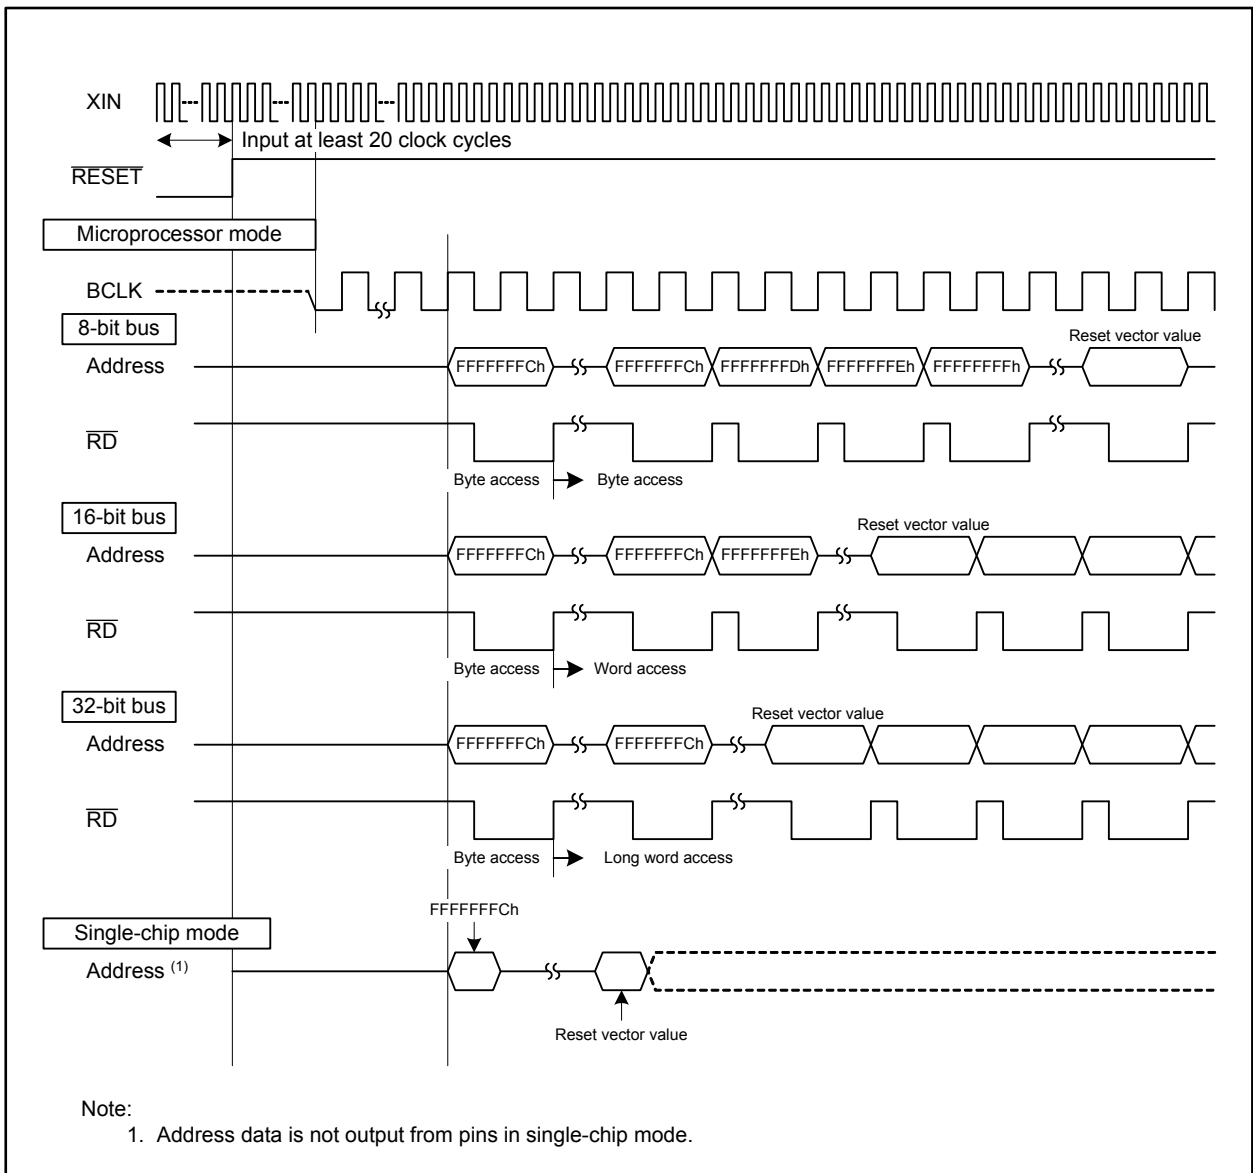 XIN
Input at least 20 clock cycles
RESET
Microprocessor mode
BCLK
8-bit bus
Reset vector value
Address
FFFFFFFCh FFFFFFFCh FFFFFFFDh FFFFFFFEh FFFFFFFFh
RD
Byte access Byte access
16-bit bus
Reset vector value
Address
FFFFFFFCh FFFFFFFCh FFFFFFFEh
RD
Byte access Word access
32-bit bus
Reset vector value
Address
FFFFFFFCh FFFFFFFCh
RD
Byte access Long word access
FFFFFFFCh
Single-chip mode
Address (1)
Reset vector value
Note:
1. Address data is not output from pins in single-chip mode.